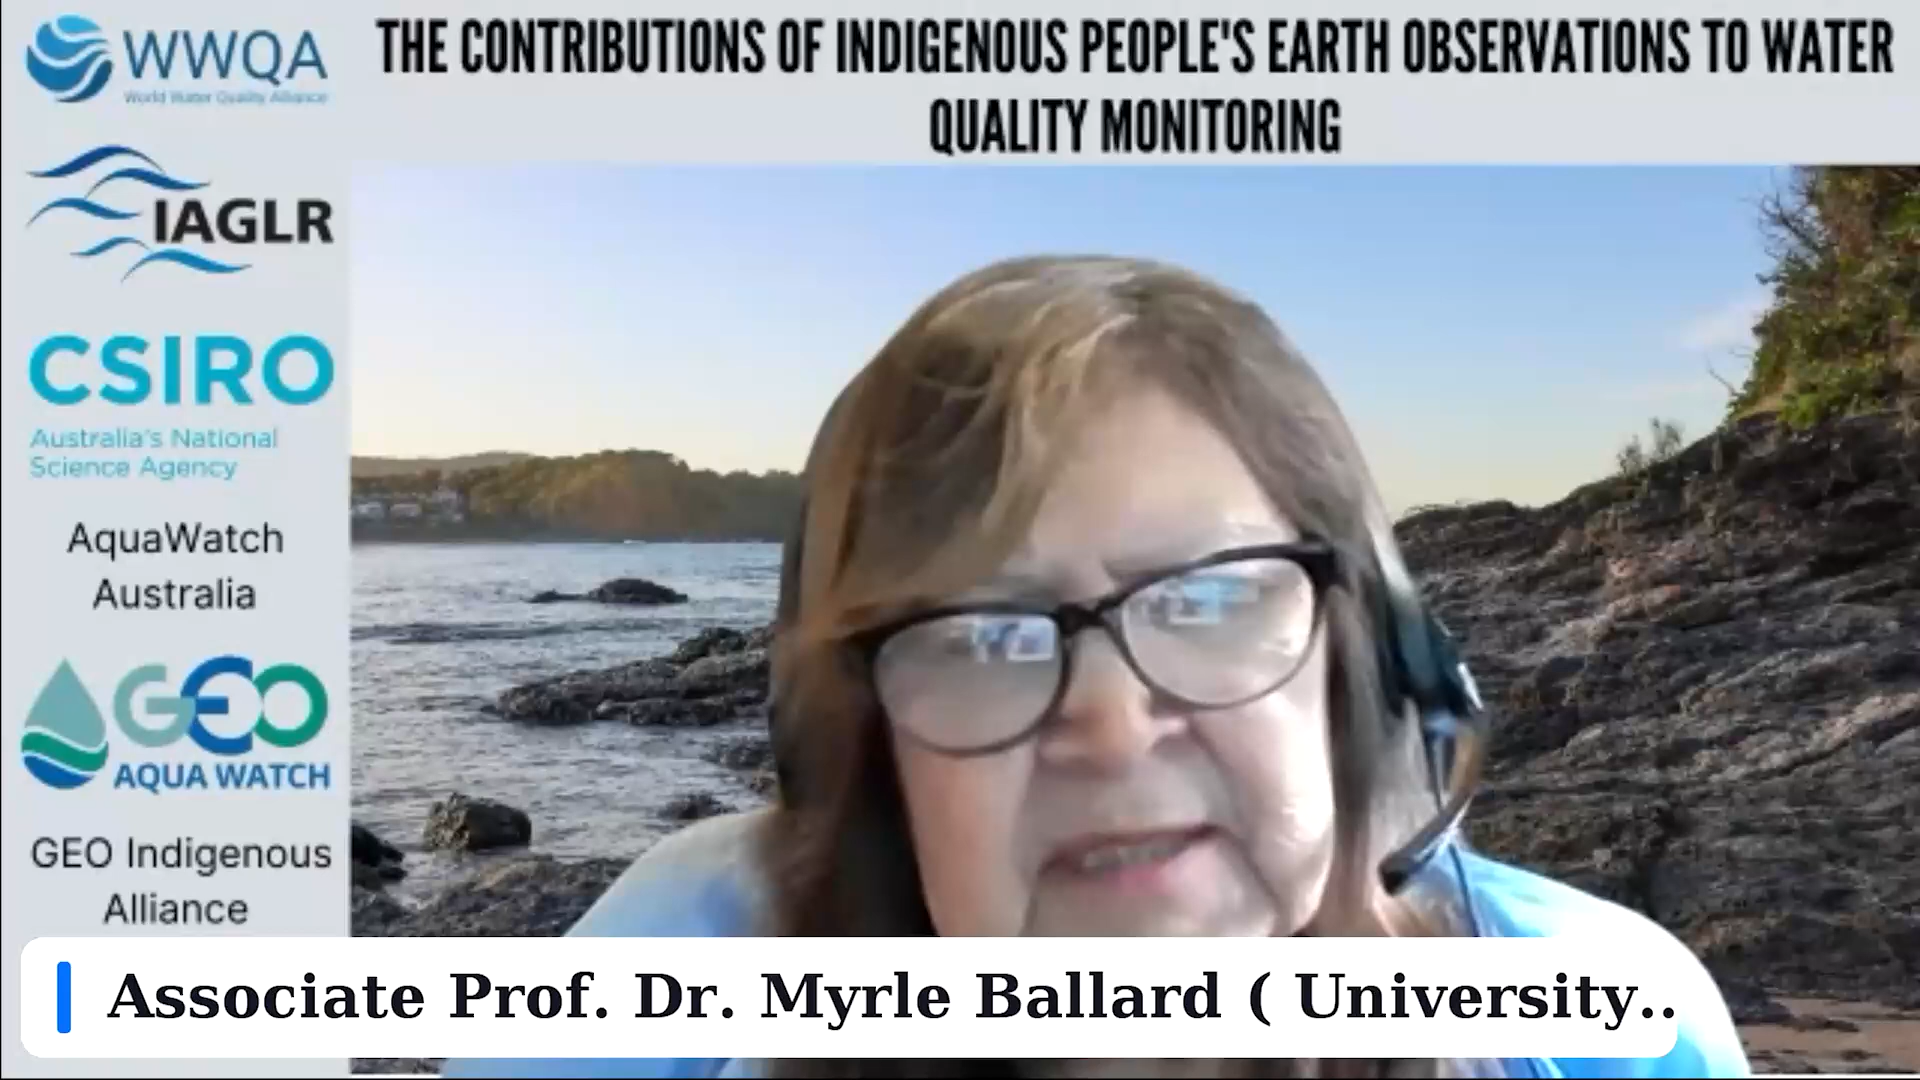 THE CONTRIBUTIONS OF INDIGENOUS PEOPLE'S EARTH OBSERVATIONS TO WATER
QUALITY MONITORING
WWQA
World Water Quality Alliance
IAGLR
CSIRO
Australia's National
Science Agency
AquaWatch
Australia
GEO
AQUA WATCH
GEO Indigenous
Alliance
Associate Prof. Dr. Myrle Ballard ( University..